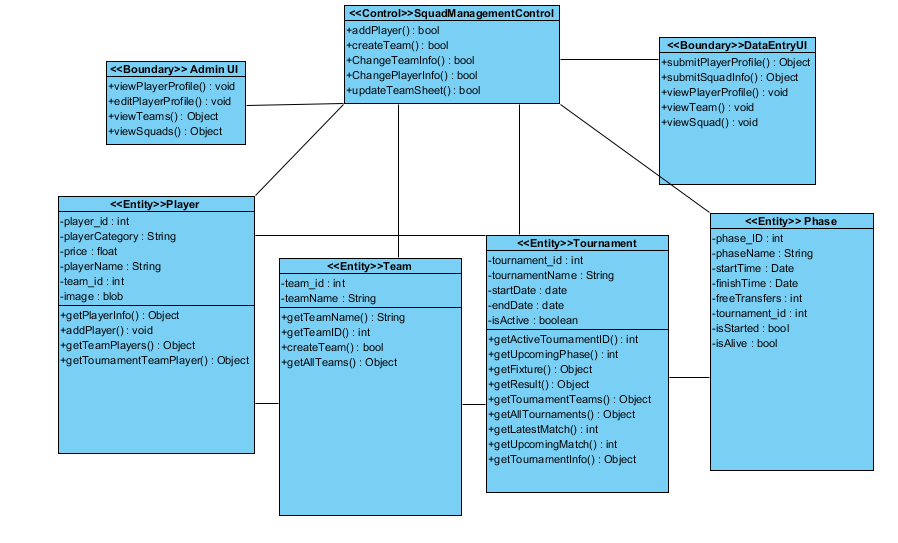 <<Control>>SquadManagementControl
+addPlayer() : bool
+createTeam() : bool
+ChangeTeamInfo() : bool
+ChangePlayerInfo() : bool
+updateTeamSheet() : bool
<<Boundary>> Admin UI
+viewPlayerProfile() : void
+editPlayerProfile() : void
+viewTeams() : Object
+viewSquads() : Object
<<Boundary>>DataEntryUI
+submitPlayerProfile() : Object
+submitSquadInfo() : Object
+viewPlayerProfile() : void
+viewTeam() : void
+viewSquad() : void
<<Entity>>Player
-player_id : int
-playerCategory : String
-price : float
-playerName : String
-team_id : int
-image : blob
+getPlayerInfo() : Object
+addPlayer() : void
+getTeamPlayers() : Object
+getTournamentTeamPlayer() : Object
<<Entity>>Team
-team_id : int
-teamName : String
+getTeamName() : String
+getTeamID() : int
+createTeam() : bool
+getAllTeams() : Object
<<Entity>>Tournament
-tournament_id : int
-tournamentName : String
-startDate : date
-endDate : date
-isActive : boolean
+getActiveTournamentID() : int
+getUpcomingPhase() : int
+getFixture() : Object
+getResult() : Object
+getTournamentTeams() : Object
+getAllTournaments() : Object
+getLatestMatch() : int
+getUpcomingMatch() : int
+getTournamentInfo() : Object
<<Entity>> Phase
-phase_ID : int
-phaseName : String
-startTime : Date
-finishTime : Date
-freeTransfers : int
-tournament_id : int
-isStarted : bool
-isAlive : bool